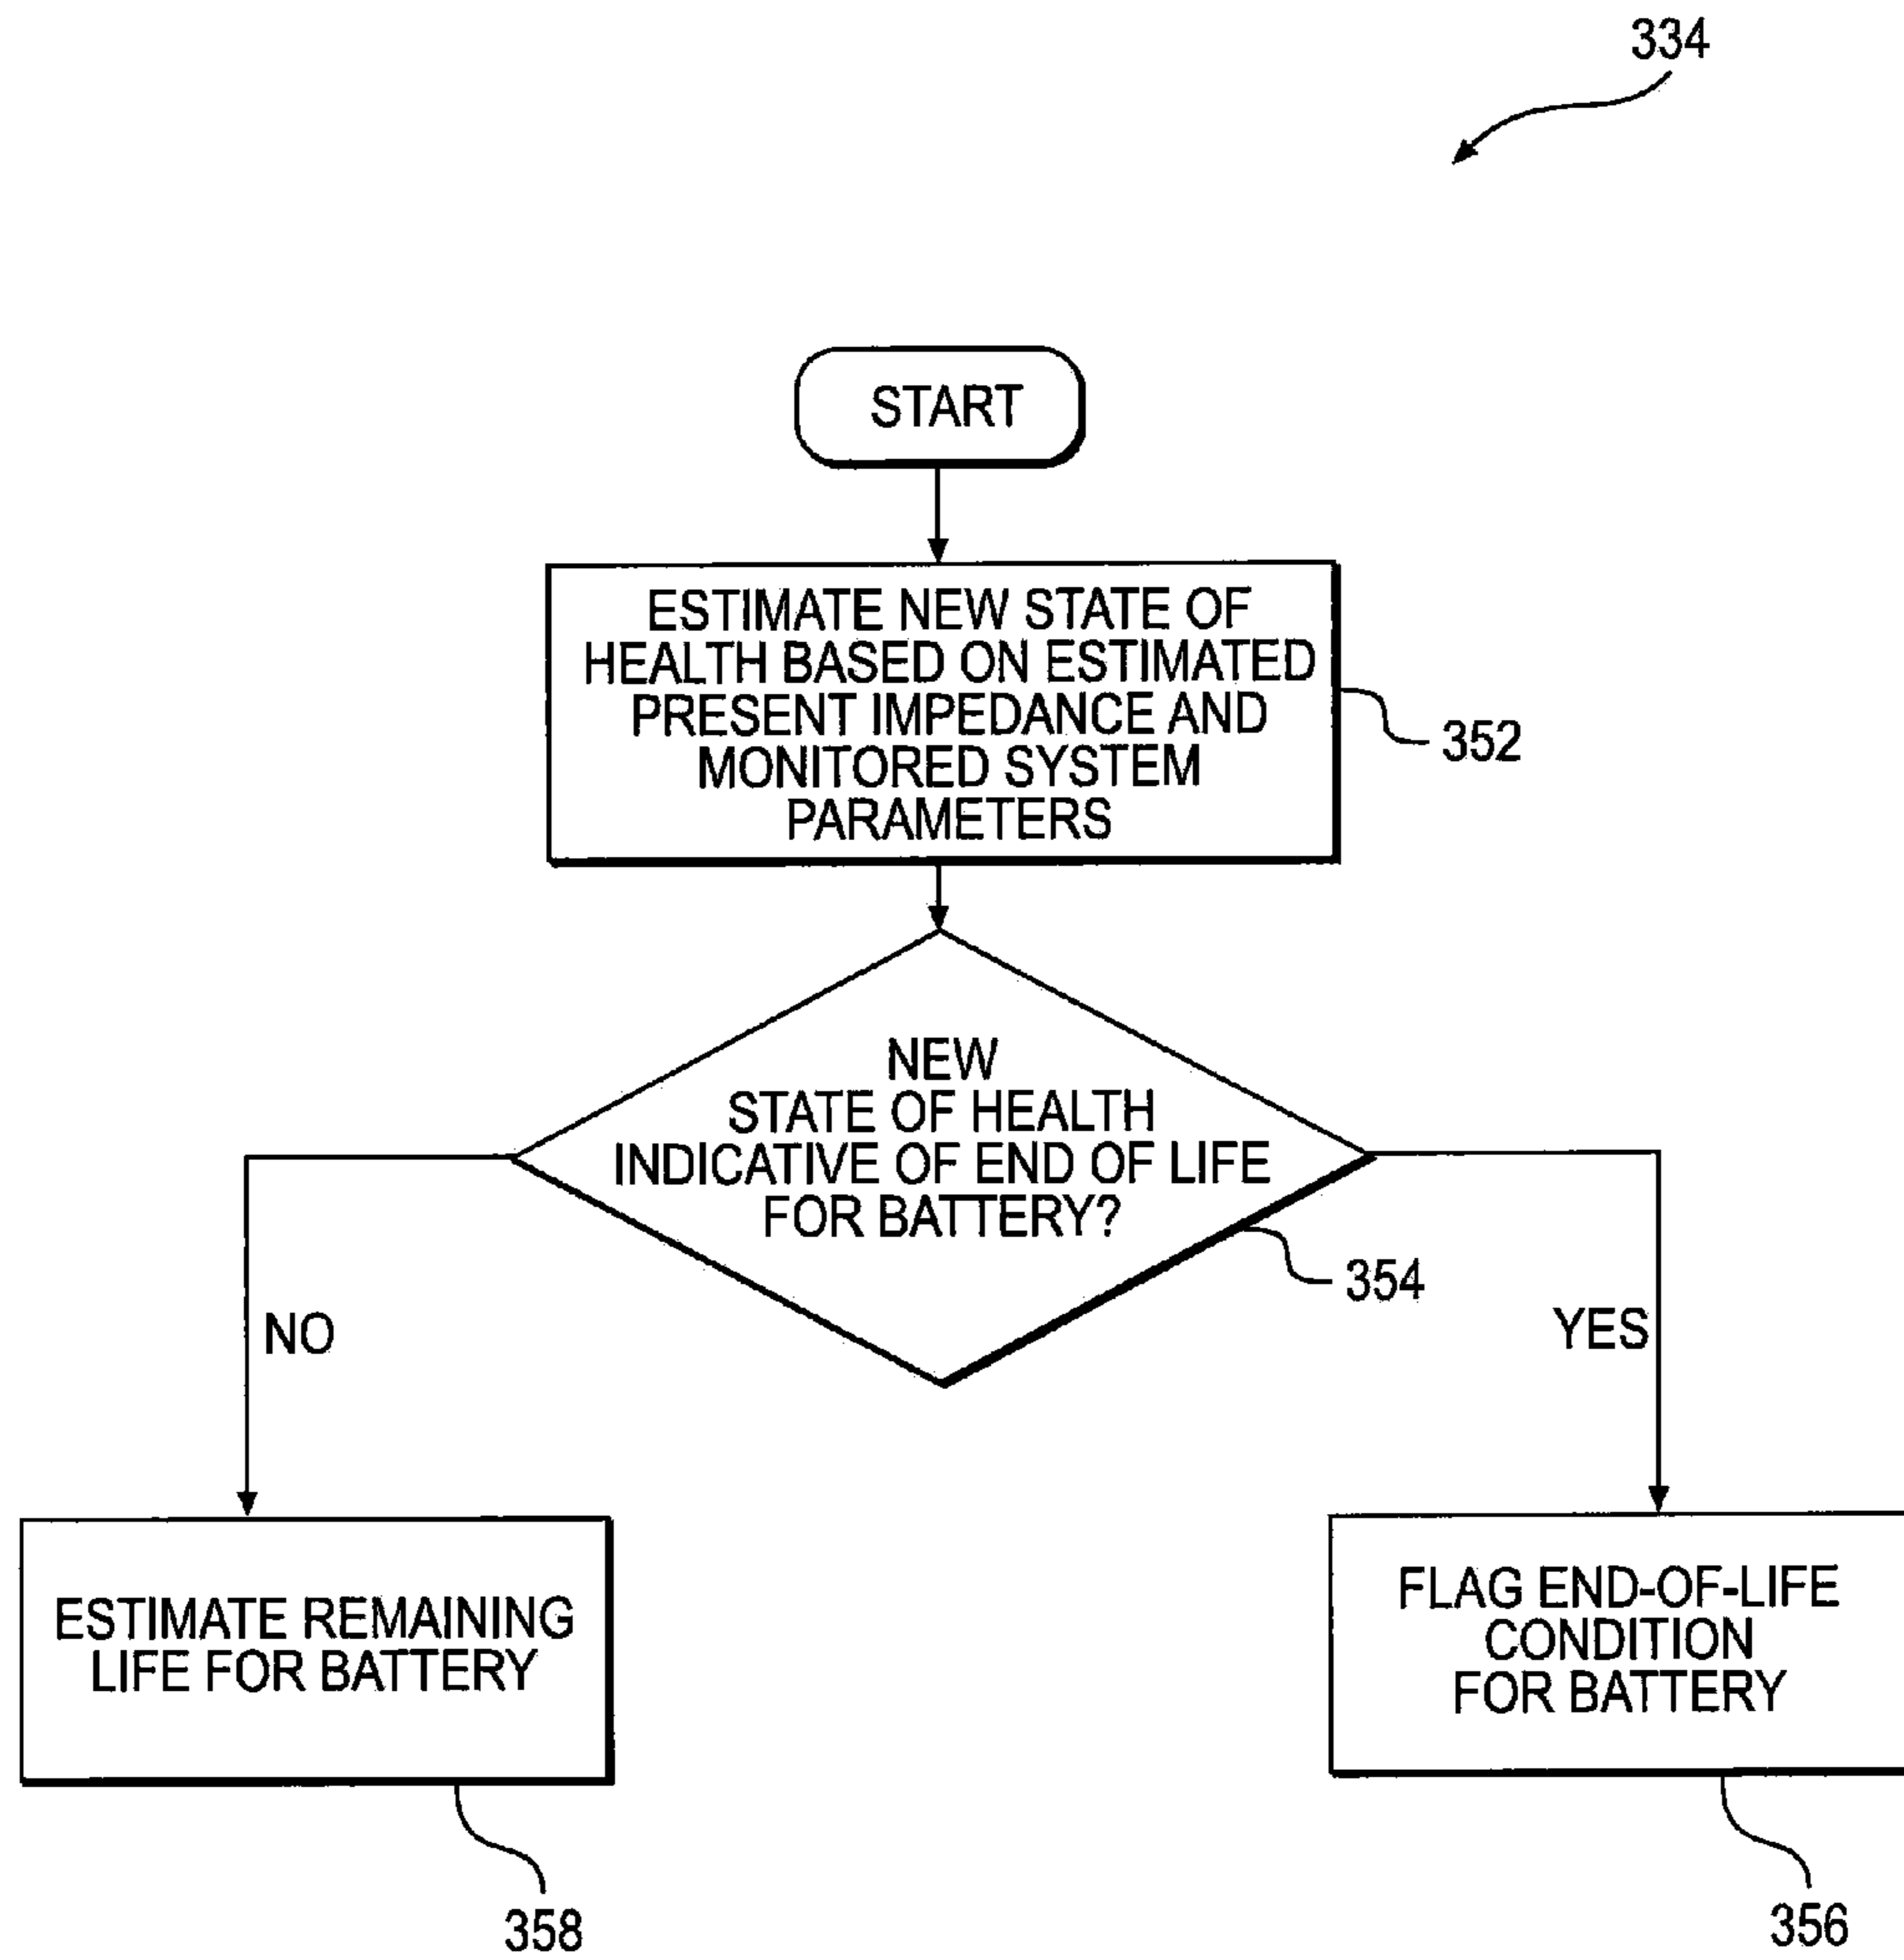 334
START
ESTIMATE NEW STATE OF
HEALTH BASED ON ESTIMATED
PRESENT IMPEDANCE AND
MONITORED SYSTEM
PARAMETERS
352
NEW
STATE OF HEALTH
INDICATIVE OF END OF LIFE
FOR BATTERY?
354
NO
YES
ESTIMATE REMAINING
LIFE FOR BATTERY
358
FLAG END-OF-LIFE
CONDITION
FOR BATTERY
356